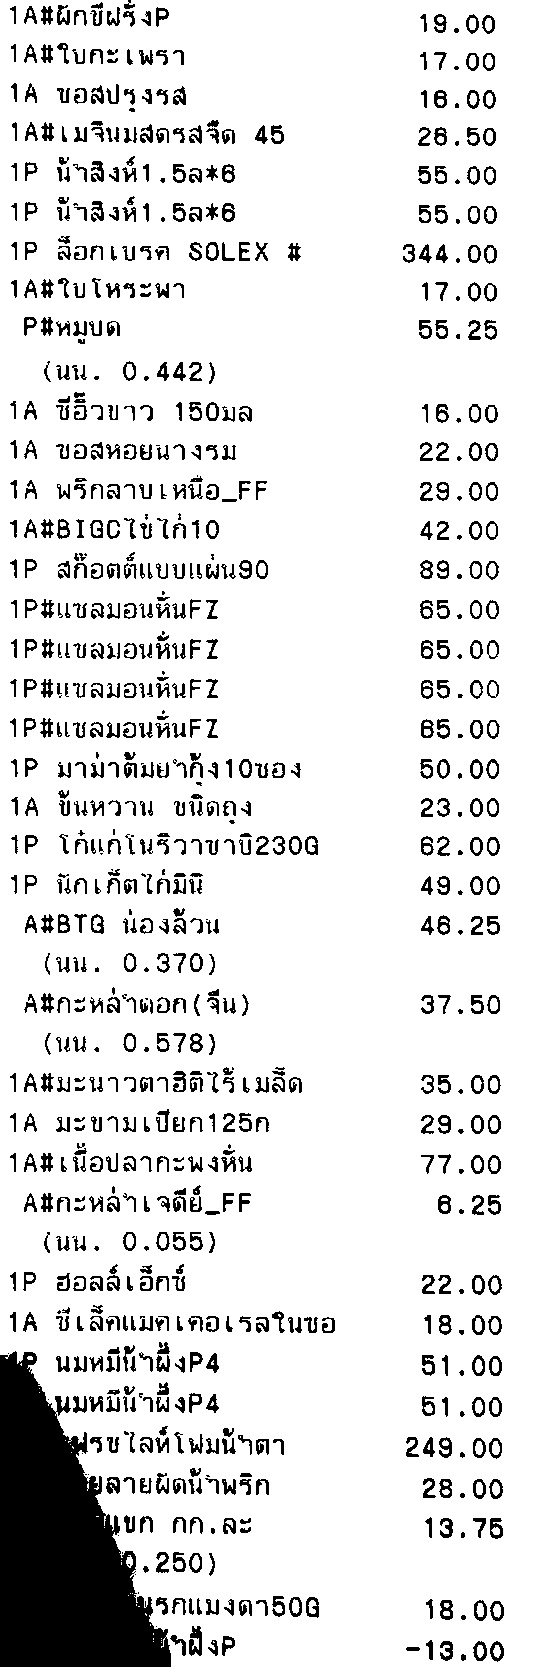 1A#ผักชีฝรั่งP 19.00
1A#ใบกะเพรา 17.00
1A ซอสปรุงรส 16.00
1A#เมจินมสดรสจืด 45 26.50
1P น้ำสิงห์1.5ล*6 55.00
1P น้ำสิงห์1.5ล*6 55.00
1P ล็อกเบรค SOLEX # 344.00
1A#ใบโหระพา 17.00
P#หมูบด 55.25
(นน. 0.442)
1A ซีอิ๊วขาว 150มล 16.00
1A ซอสหอยนางรม 22.00
1A พริกลาบเหนือ_FF 29.00
1A#BIGCไข่ไก่10 42.00
1P สก๊อตต์แบบแผ่น90 89.00
1P#แซลมอนหั่นFZ 65.00
1P#แซลมอนหั่นFZ 65.00
1P#แซลมอนหั่นFZ 65.00
1P#แซลมอนหั่นFZ 65.00
1P มาม่าต้มยำกุ้ง10ซอง 50.00
1A ข้นหวาน ชนิดถุง 23.00
1P โก๋แก่โนริวาซาบิ230G 62.00
1P นักเก็ตไก่มินิ 49.00
A#BTG น่องล้วน 46.25
(นน. 0.370)
A#กะหล่ำดอก(จีน) 37.50
(นน. 0.578)
1A#มะนาวตาฮิติไร้เมล็ด 35.00
1A มะขามเปียก125ก 29.00
1A#เนื้อปลากะพงหั่น 77.00
A#กะหล่ำเจดีย์_FF 6.25
(นน. 0.055)
1P ฮอลล์เอ็กซ์ 22.00
1A ซีเล็คแมคเคอเรลในซอ 18.00
1P นมหมีน้ำผึ้งP4 51.00
นมหมีน้ำผึ้งP4 51.00
เฟรชไลท์โฟมน้ำตา 249.00
ยลายผัดน้ำพริก 28.00
แขก กก.ละ 13.75
0.250)
นรกแมงดา50G 18.00
น้ำผึ้งP -13.00